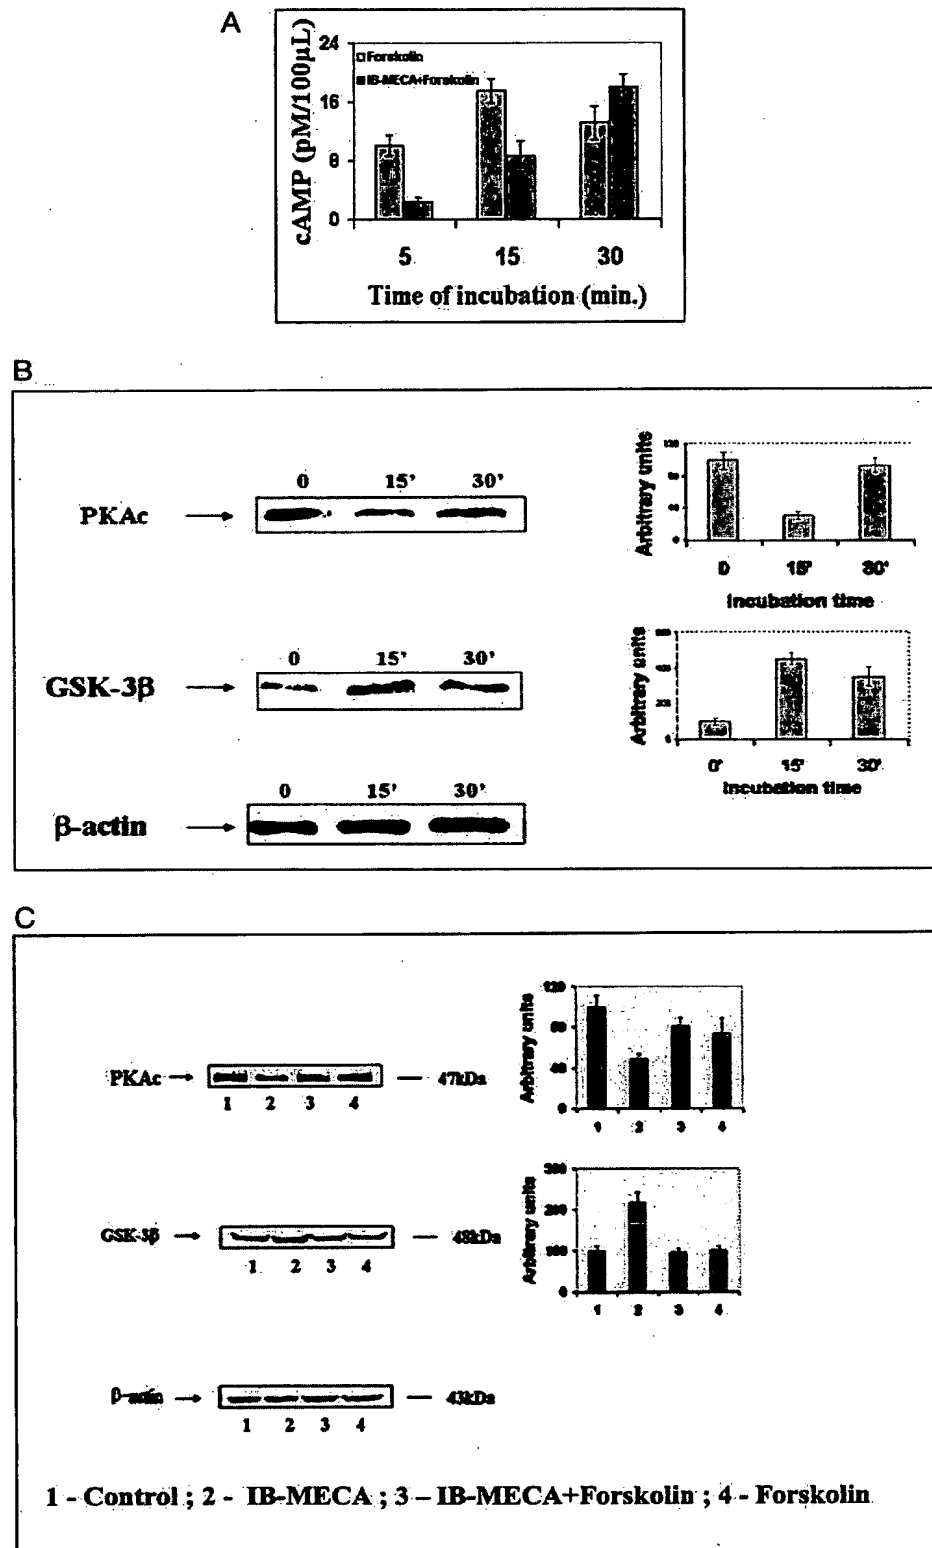 A
24
Forskolin
IB-MECA+Forskolin
16
8
0
cAMP (pM/100µL)
5 15 30
Time of incubation (min.)
B
0 15' 30'
PKAc
Arbitrary units
0 15' 30'
Incubation time
0 15' 30'
GSK-3β
Arbitrary units
0' 15' 30'
Incubation time
0 15' 30'
β-actin
C
PKAc
1 2 3 4
47kDa
Arbitrary units
120
80
40
0
1 2 3 4
GSK-3β
1 2 3 4
48kDa
Arbitrary units
300
200
100
0
1 2 3 4
β-actin
1 2 3 4
43kDa
1 - Control ; 2 - IB-MECA ; 3 – IB-MECA+Forskolin ; 4 - Forskolin